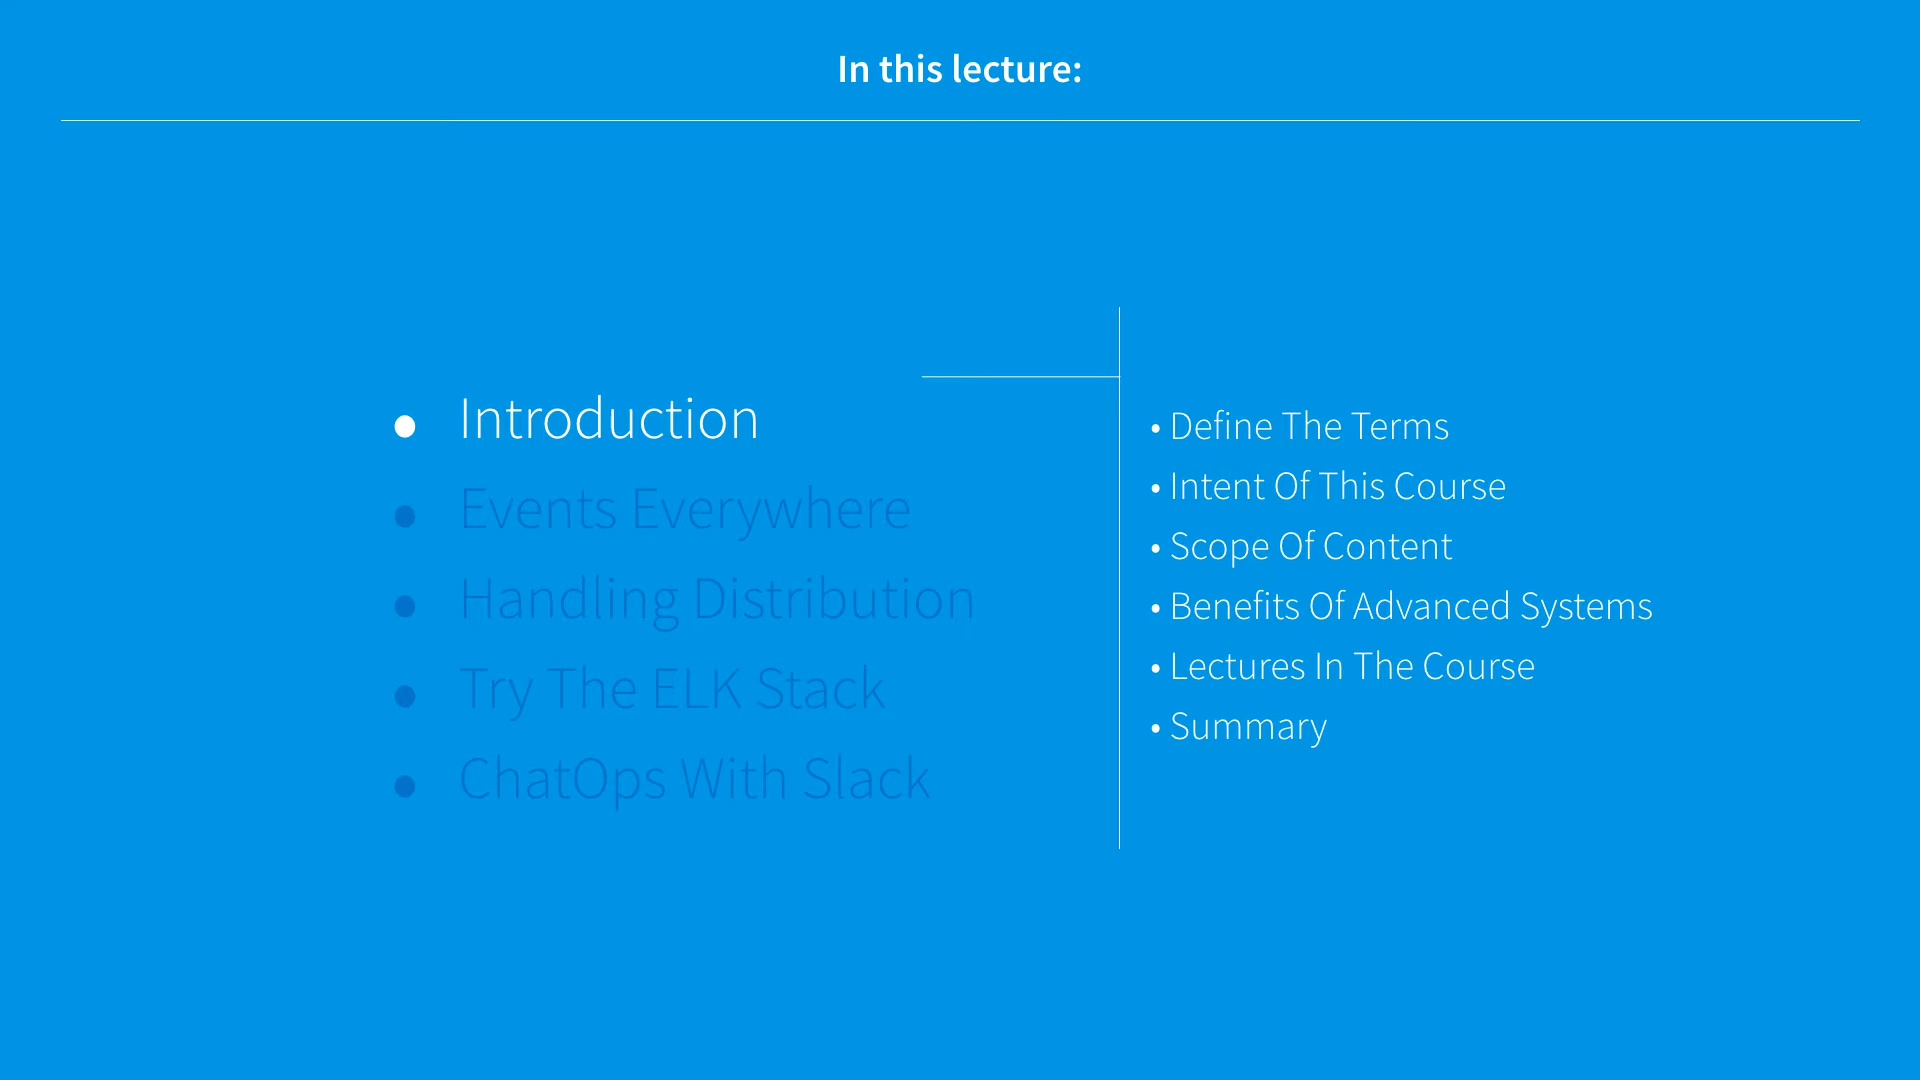 In this lecture:
● Introduction
● Events Everywhere
● Handling Distribution
● Try The ELK Stack
● ChatOps With Slack
• Define The Terms
• Intent Of This Course
• Scope Of Content
• Benefits Of Advanced Systems
• Lectures In The Course
• Summary